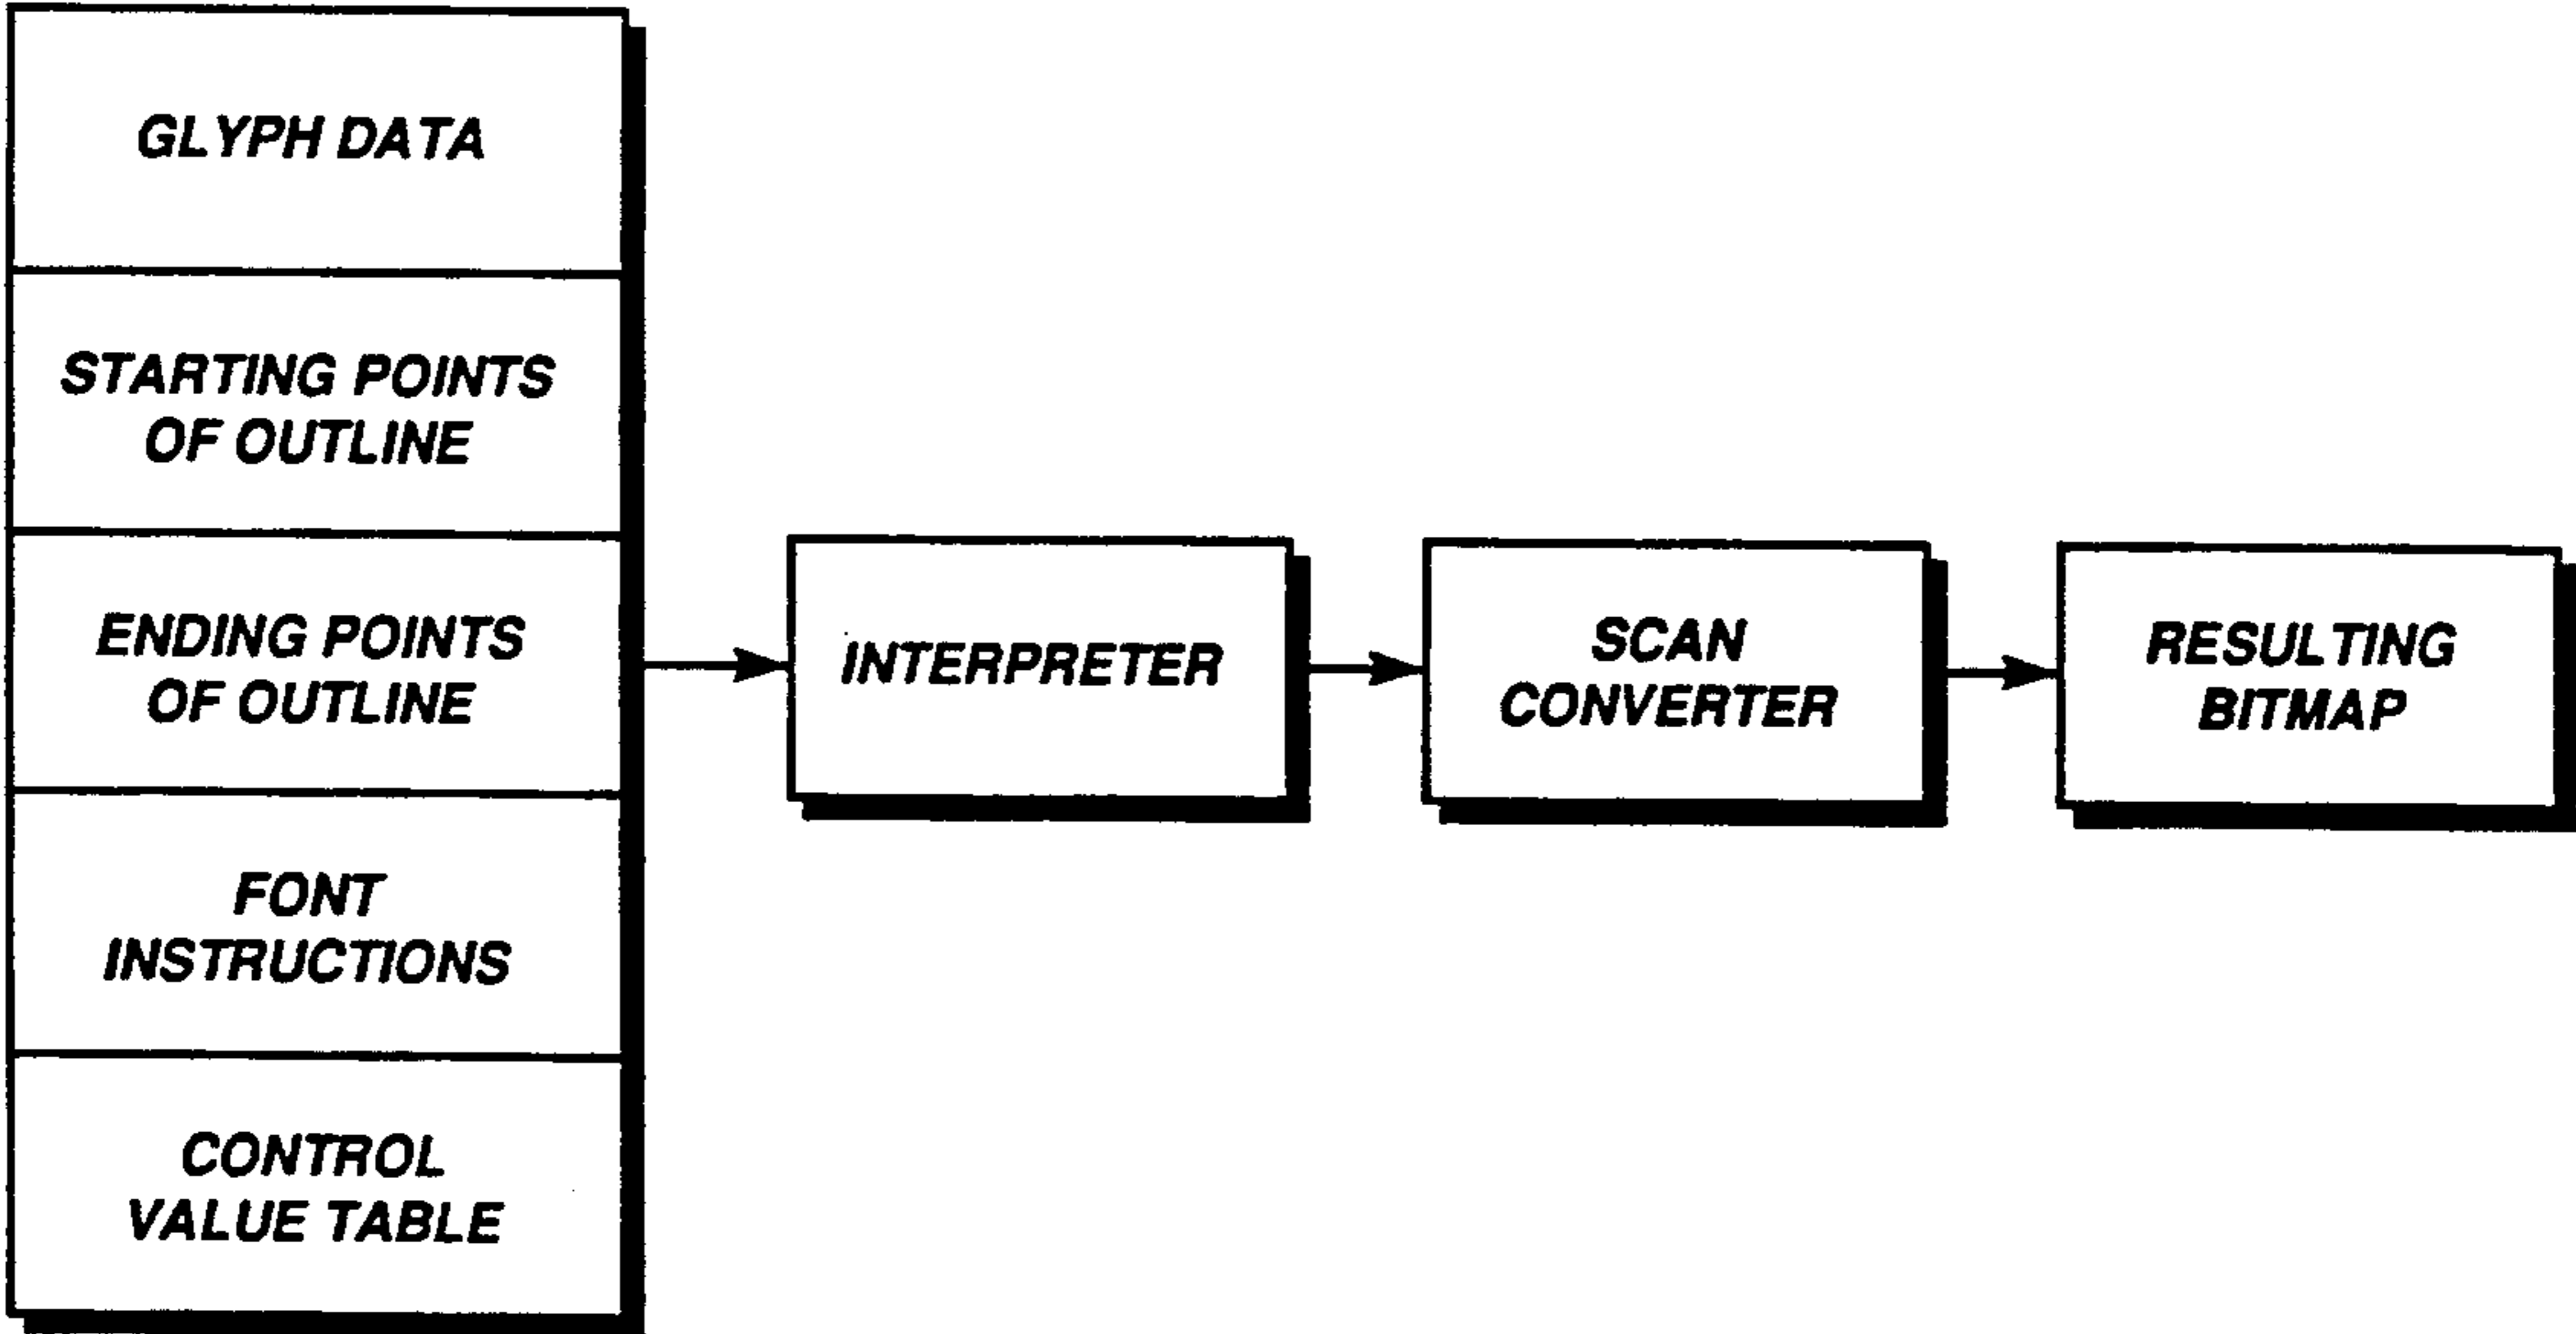 GLYPH DATA
STARTING POINTS
OF OUTLINE
ENDING POINTS
OF OUTLINE
FONT
INSTRUCTIONS
CONTROL
VALUE TABLE
INTERPRETER
SCAN
CONVERTER
RESULTING
BITMAP